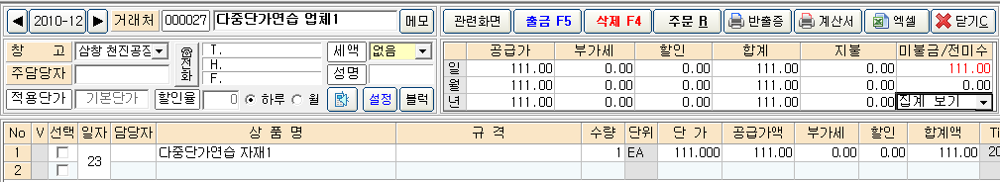 ◀ 2010-12 ▶ 거래처 000027 다중단가연습 업체1 메모 관련화면 출금 F5 삭제 F4 주문 R 반출증 계산서 엑셀 닫기C
창 고 삼창 천진공장 ☎전화 T. 세액 없음 공급가 부가세 할인 합계 지불 미불금/전미수
주담당자 H. 성명 일 111.00 0.00 0.00 111.00 0.00 111.00
F. 월 111.00 0.00 0.00 111.00 0.00 0.00
적용단가 기본단가 할인율 0 하루 월 설정 블럭 년 111.00 0.00 0.00 111.00 0.00 집계 보기
No V 선택 일자 담당자 상 품 명 규 격 수량 단위 단 가 공급가액 부가세 할인 합계액 Ti
1 23 다중단가연습 자재1 1 EA 111.000 111.00 0.00 0.00 111.00 20
2